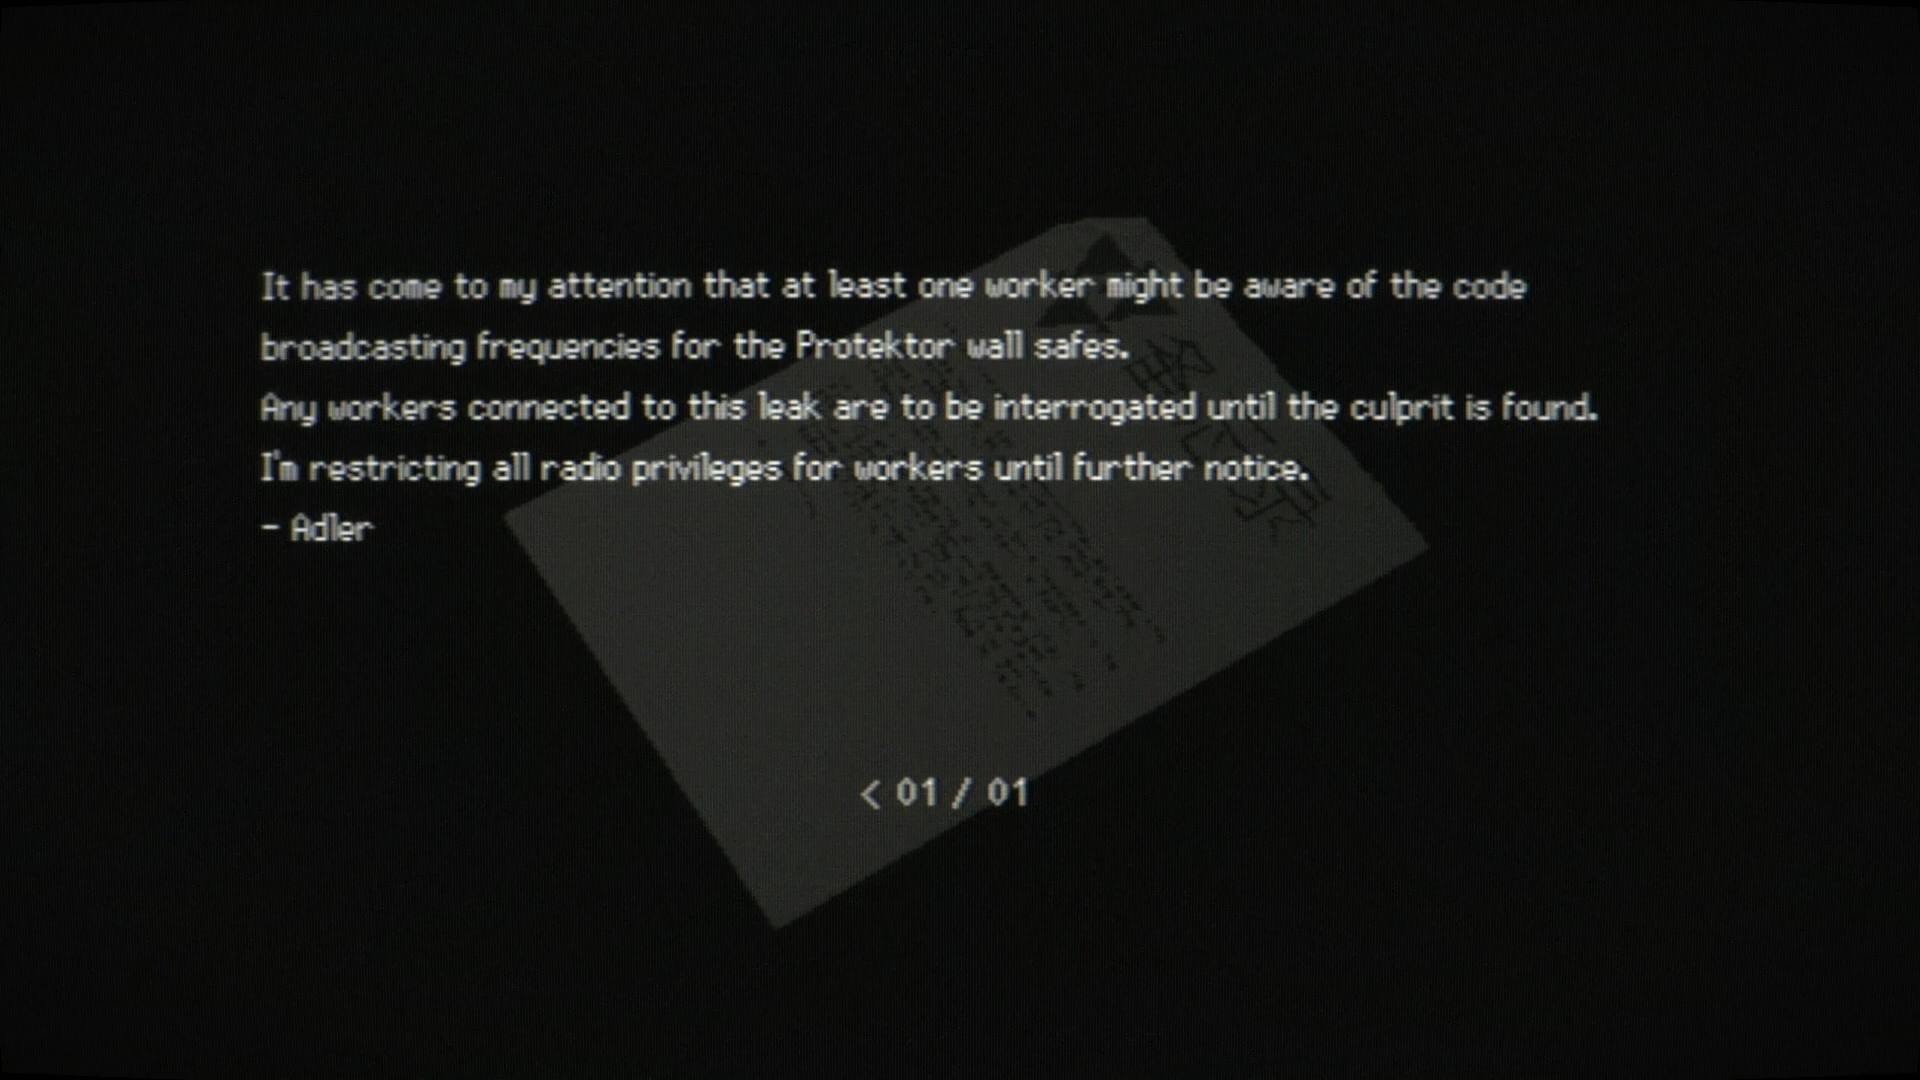 It has come to my attention that at least one worker might be aware of the code
broadcasting frequencies for the Protektor wall safes.
Any workers connected to this leak are to be interrogated until the culprit is found.
I'm restricting all radio privileges for workers until further notice.
- Adler
< 01 / 01